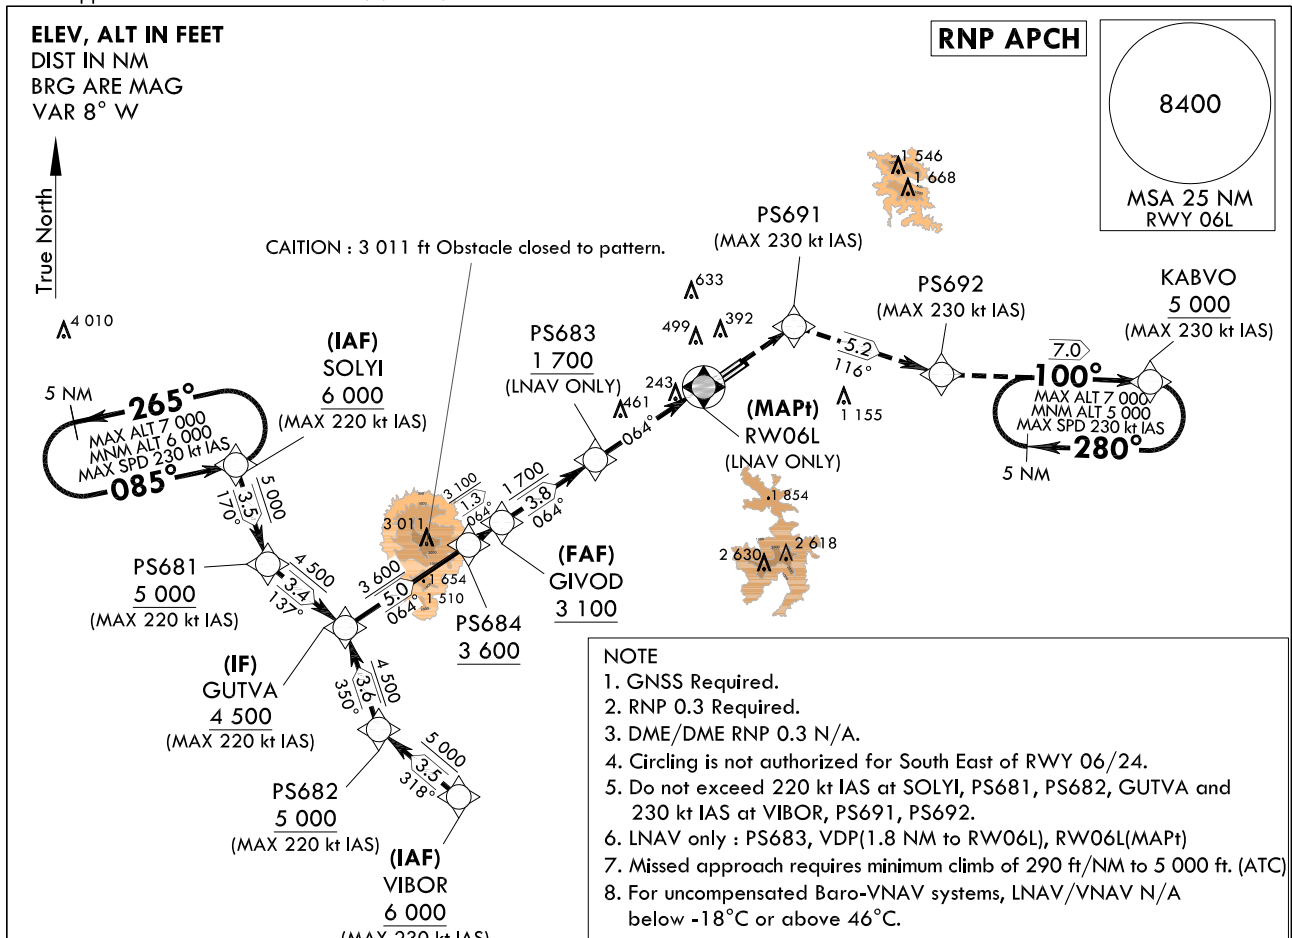 ELEV, ALT IN FEET
DIST IN NM
BRG ARE MAG
VAR 8° W
True North
RNP APCH
8400
MSA 25 NM
RWY 06L
1 546
1 668
CAITION : 3 011 ft Obstacle closed to pattern.
PS691
(MAX 230 kt IAS)
PS692
(MAX 230 kt IAS)
KABVO
5 000
(MAX 230 kt IAS)
4 010
633
499
392
243
461
1 155
(IAF)
SOLYI
6 000
(MAX 220 kt IAS)
PS683
1 700
(LNAV ONLY)
(MAPt)
RW06L
(LNAV ONLY)
5.2
116°
7.0
100°
MAX ALT 7 000
MNM ALT 5 000
MAX SPD 230 kt IAS
280°
5 NM
5 NM
265°
MAX ALT 7 000
MNM ALT 6 000
MAX SPD 230 kt IAS
085°
5 000
3.5
170°
PS681
5 000
(MAX 220 kt IAS)
4 500
3.4
137°
3 011
1 654
1 510
3 600
5.0
064°
3 100
1.3
064°
1 700
3.8
064°
064°
1 854
2 630
2 618
(FAF)
GIVOD
3 100
PS684
3 600
(IF)
GUTVA
4 500
(MAX 220 kt IAS)
4 500
3.6
350°
PS682
5 000
(MAX 220 kt IAS)
5 000
3.5
318°
(IAF)
VIBOR
6 000
(MAX 230 kt IAS)
NOTE
1. GNSS Required.
2. RNP 0.3 Required.
3. DME/DME RNP 0.3 N/A.
4. Circling is not authorized for South East of RWY 06/24.
5. Do not exceed 220 kt IAS at SOLYI, PS681, PS682, GUTVA and
230 kt IAS at VIBOR, PS691, PS692.
6. LNAV only : PS683, VDP(1.8 NM to RW06L), RW06L(MAPt)
7. Missed approach requires minimum climb of 290 ft/NM to 5 000 ft. (ATC)
8. For uncompensated Baro-VNAV systems, LNAV/VNAV N/A
below -18°C or above 46°C.